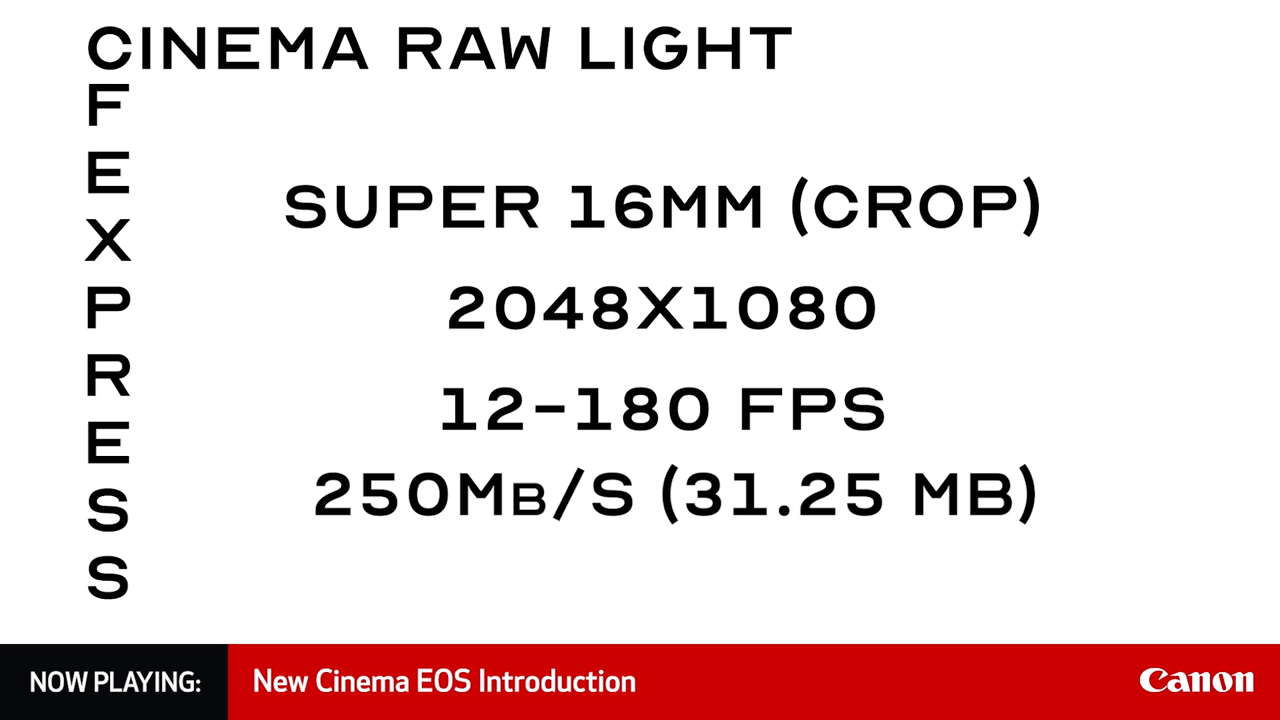 CINEMA RAW LIGHT
F
E
X
P
R
E
S
S
SUPER 16MM (CROP)
2048X1080
12-180 FPS
250MB/S (31.25 MB)
NOW PLAYING: New Cinema EOS Introduction Canon